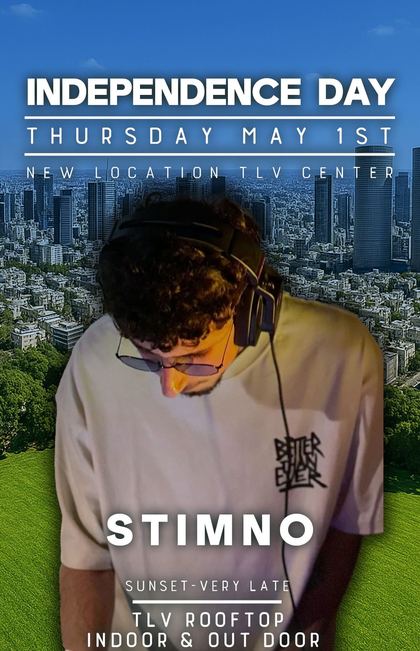 INDEPENDENCE DAY
THURSDAY MAY 1ST
NEW LOCATION TLV CENTER
BETTER
THAN
EVER
STIMNO
SUNSET-VERY LATE
TLV ROOFTOP
INDOOR & OUT DOOR